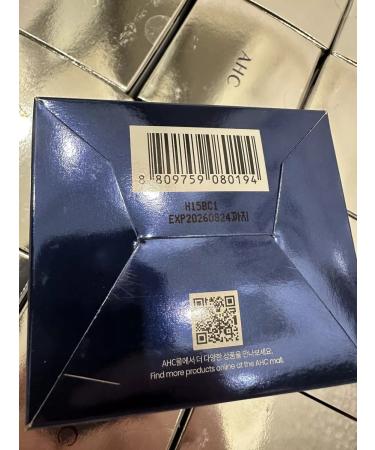 AHC
8 809759 080194
H15BC1
EXP20260824까지
AHC몰에서 더 다양한 상품을 만나보세요.
Find more products online at the AHC mall.